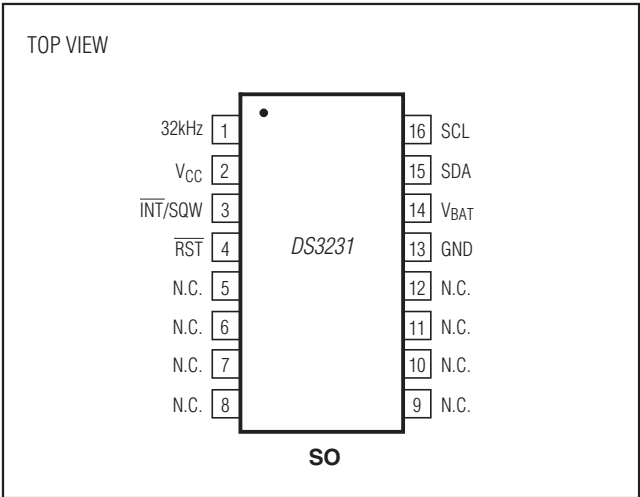 TOP VIEW
32kHz 1 16 SCL
VCC 2 15 SDA
INT/SQW 3 14 VBAT
RST 4 DS3231 13 GND
N.C. 5 12 N.C.
N.C. 6 11 N.C.
N.C. 7 10 N.C.
N.C. 8 9 N.C.
SO